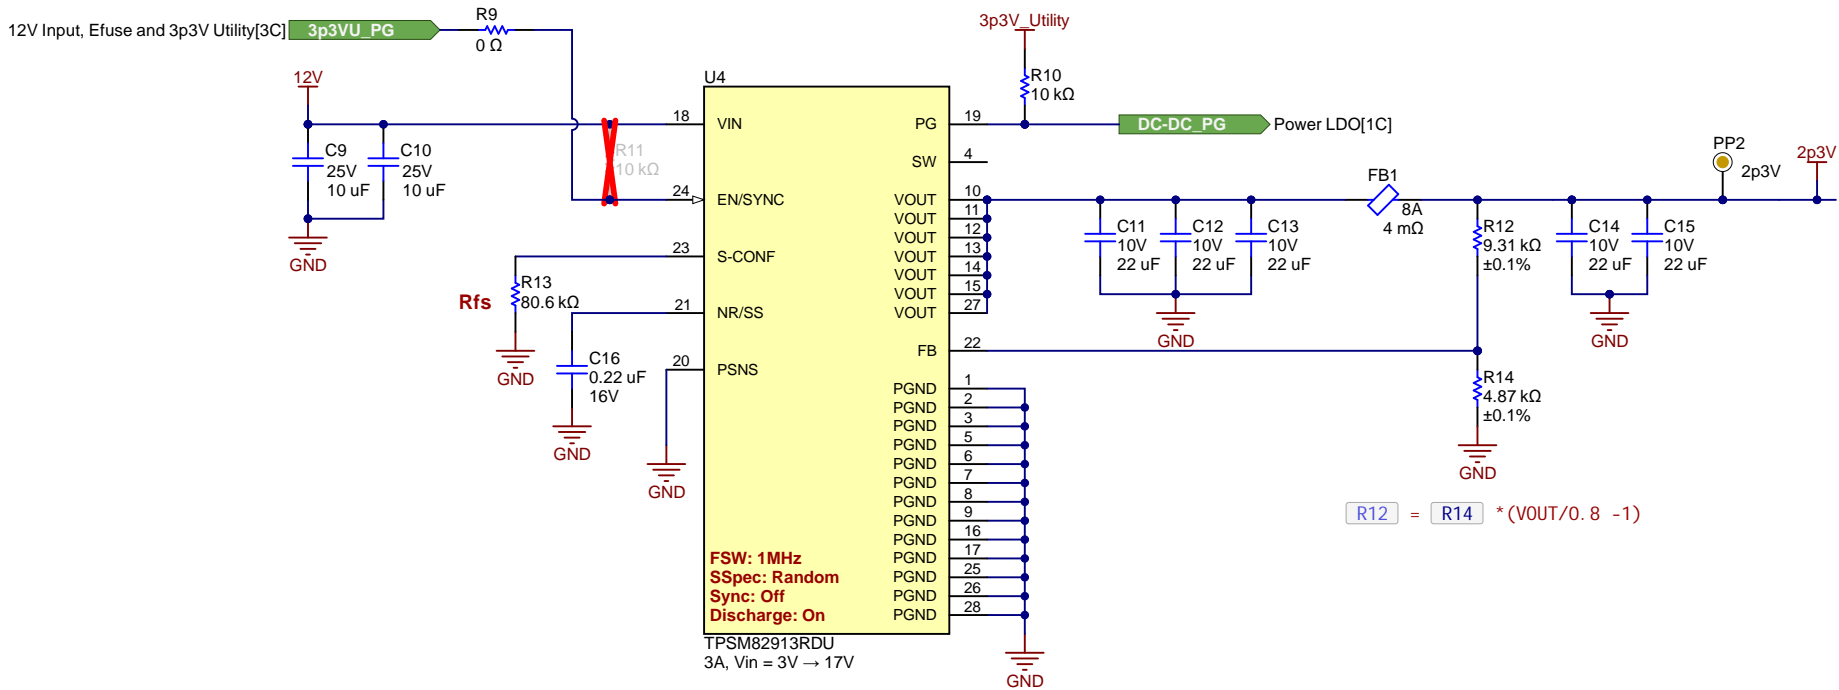 12V Input, Efuse and 3p3V Utility[3C]
3p3VU_PG
R9
0 Ω
12V
C9
25V
10 uF
C10
25V
10 uF
GND
R11
10 kΩ
R13
80.6 kΩ
Rfs
GND
C16
0.22 uF
16V
GND
GND
U4
18 VIN
24 EN/SYNC
23 S-CONF
21 NR/SS
20 PSNS
PG 19
SW 4
VOUT 10
VOUT 11
VOUT 12
VOUT 13
VOUT 14
VOUT 15
VOUT 27
FB 22
PGND 1
PGND 2
PGND 3
PGND 5
PGND 6
PGND 7
PGND 8
PGND 9
PGND 16
PGND 17
PGND 25
PGND 26
PGND 28
FSW: 1MHz
SSpec: Random
Sync: Off
Discharge: On
TPSM82913RDU
3A, Vin = 3V → 17V
GND
3p3V_Utility
R10
10 kΩ
DC-DC_PG
Power LDO[1C]
C11
10V
22 uF
C12
10V
22 uF
C13
10V
22 uF
GND
FB1
8A
4 mΩ
R12
9.31 kΩ
±0.1%
C14
10V
22 uF
C15
10V
22 uF
GND
PP2
2p3V
2p3V
R14
4.87 kΩ
±0.1%
GND
R12 = R14 *(VOUT/0.8 -1)